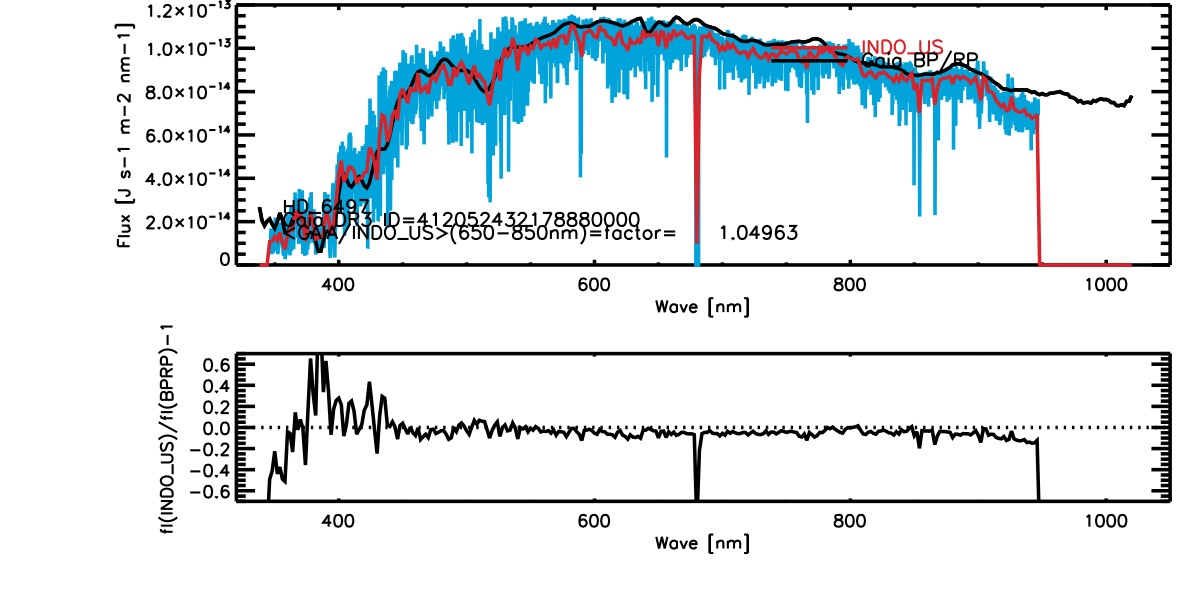 1.2×10−13
1.0×10−13
8.0×10−14
6.0×10−14
4.0×10−14
2.0×10−14
0
Flux [J s−1 m−2 nm−1]
INDO_US
Gaia BP/RP
HD_6497
Gaia DR3 ID=412052432178880000
<GAIA/INDO_US>(650−850nm)=factor= 1.04963
400 600 800 1000
Wave [nm]
fl(INDO_US)/fl(BPRP)−1
0.6
0.4
0.2
0.0
−0.2
−0.4
−0.6
400 600 800 1000
Wave [nm]